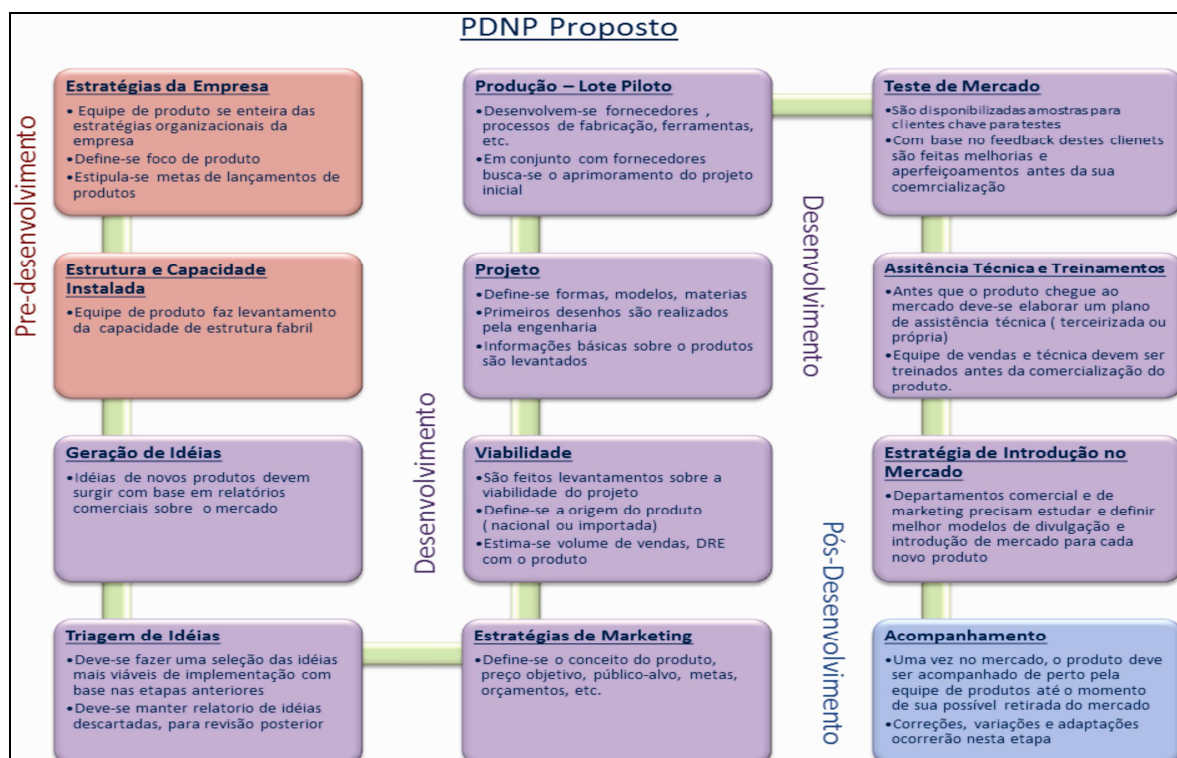 PDNP Proposto
Pre-desenvolvimento
Estratégias da Empresa
• Equipe de produto se enteira das
estratégias organizacionais da
empresa
• Define-se foco de produto
• Estipula-se metas de lançamentos de
produtos
Estrutura e Capacidade
Instalada
• Equipe de produto faz levantamento
da capacidade de estrutura fabril
Geração de Idéias
• Idéias de novos produtos devem
surgir com base em relatórios
comerciais sobre o mercado
Triagem de Idéias
• Deve-se fazer uma seleção das idéias
mais viáveis de implementação com
base nas etapas anteriores
• Deve-se manter relatorio de idéias
descartadas, para revisão posterior
Desenvolvimento
Estratégias de Marketing
• Define-se o conceito do produto,
preço objetivo, público-alvo, metas,
orçamentos, etc.
Viabilidade
• São feitos levantamentos sobre a
viabilidade do projeto
• Define-se a origem do produto
( nacional ou importada)
• Estima-se volume de vendas, DRE
com o produto
Projeto
• Define-se formas, modelos, materias
• Primeiros desenhos são realizados
pela engenharia
• Informações básicas sobre o produtos
são levantados
Produção – Lote Piloto
• Desenvolvem-se fornecedores ,
processos de fabricação, ferramentas,
etc.
• Em conjunto com fornecedores
busca-se o aprimoramento do projeto
inicial
Desenvolvimento
Teste de Mercado
• São disponibilizadas amostras para
clientes chave para testes
• Com base no feedback destes clienets
são feitas melhorias e
aperfeiçoamentos antes da sua
coemrcialização
Assitência Técnica e Treinamentos
• Antes que o produto chegue ao
mercado deve-se elaborar um plano
de assistência técnica ( terceirizada ou
própria)
• Equipe de vendas e técnica devem ser
treinados antes da comercialização do
produto.
Estratégia de Introdução no
Mercado
• Departamentos comercial e de
marketing precisam estudar e definir
melhor modelos de divulgação e
introdução de mercado para cada
novo produto
Pós-Desenvolvimento
Acompanhamento
• Uma vez no mercado, o produto deve
ser acompanhado de perto pela
equipe de produtos até o momento
de sua possível retirada do mercado
• Correções, variações e adaptações
ocorrerão nesta etapa